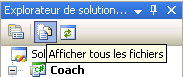 Explorateur de solution...
Afficher tous les fichiers
Sol
Coach